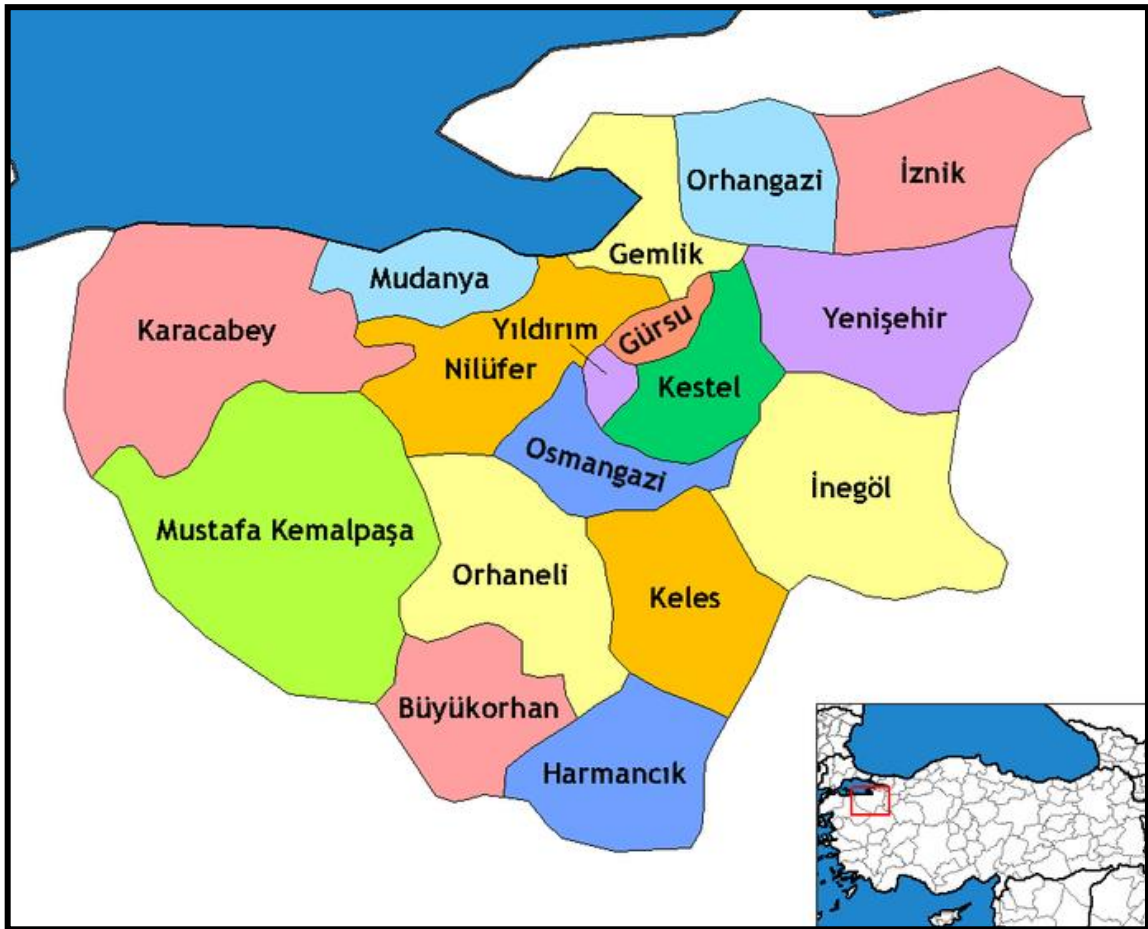 İznik
Orhangazi
Gemlik
Mudanya
Karacabey
Yıldırım
Gürsu
Yenişehir
Nilüfer
Kestel
Osmangazi
İnegöl
Mustafa Kemalpaşa
Orhaneli
Keles
Büyükorhan
Harmancık